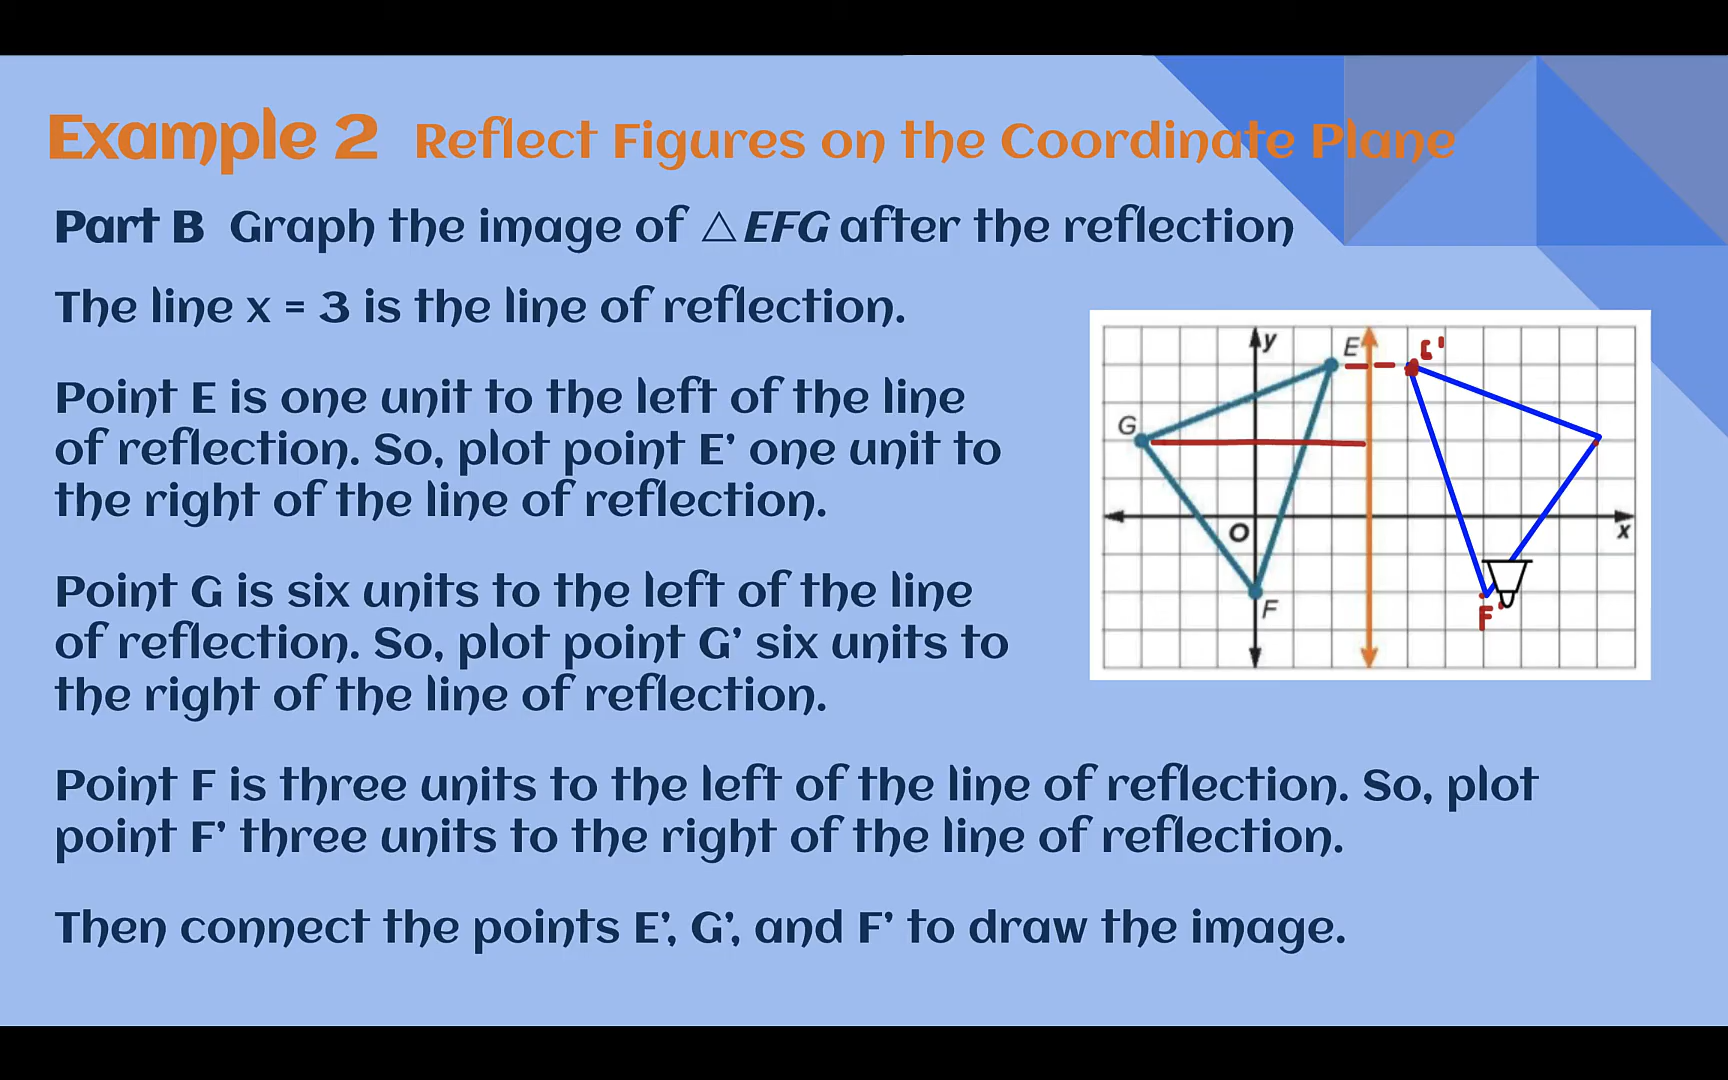 Example 2 Reflect Figures on the Coordinate Plane
Part B Graph the image of △EFG after the reflection
The line x = 3 is the line of reflection.
Point E is one unit to the left of the line
of reflection. So, plot point E’ one unit to
the right of the line of reflection.
Point G is six units to the left of the line
of reflection. So, plot point G’ six units to
the right of the line of reflection.
Point F is three units to the left of the line of reflection. So, plot
point F’ three units to the right of the line of reflection.
Then connect the points E’, G’, and F’ to draw the image.
y
E
G
O
x
F
F'